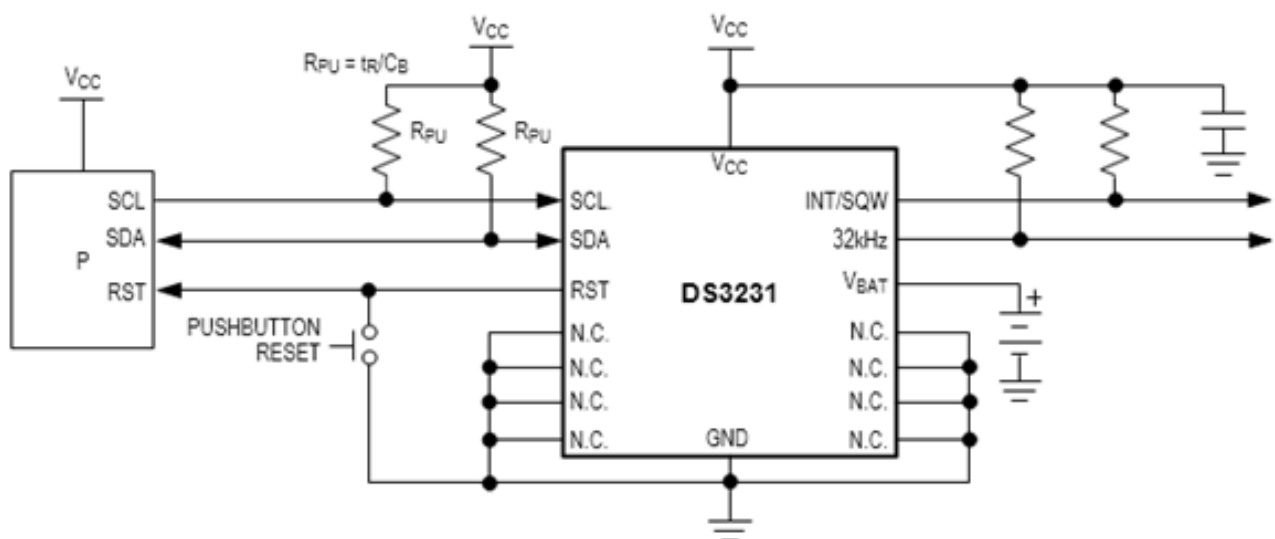 VCC
VCC
VCC
RPU = tR/CB
RPU
RPU
VCC
SCL
SCL.
INT/SQW
SDA
SDA
32kHz
P
RST
RST
DS3231
VBAT
+
PUSHBUTTON
RESET
N.C.
N.C.
N.C.
N.C.
N.C.
N.C.
N.C.
N.C.
GND